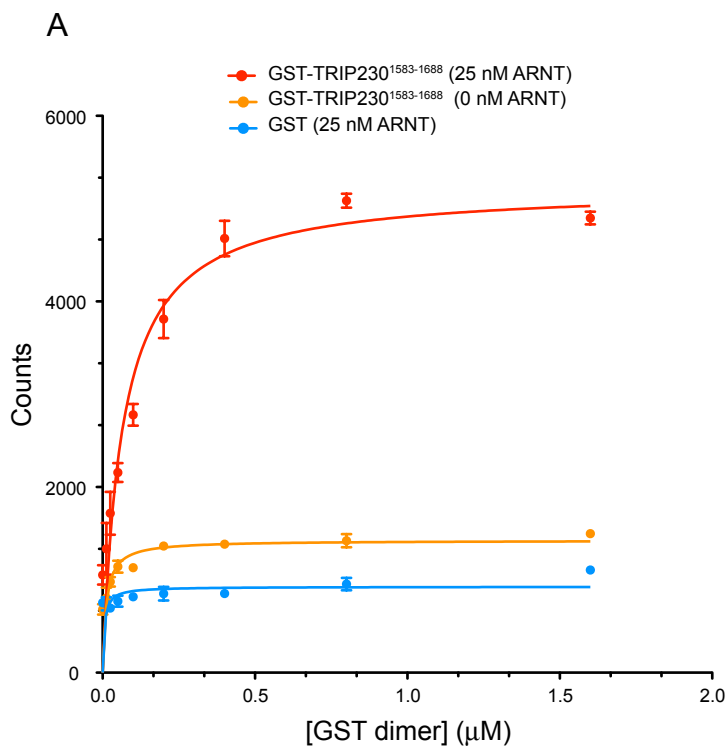 A
GST-TRIP230¹⁵⁸³⁻¹⁶⁸⁸ (25 nM ARNT)
GST-TRIP230¹⁵⁸³⁻¹⁶⁸⁸ (0 nM ARNT)
GST (25 nM ARNT)
6000
4000
2000
0
Counts
0.0 0.5 1.0 1.5 2.0
[GST dimer] (μM)